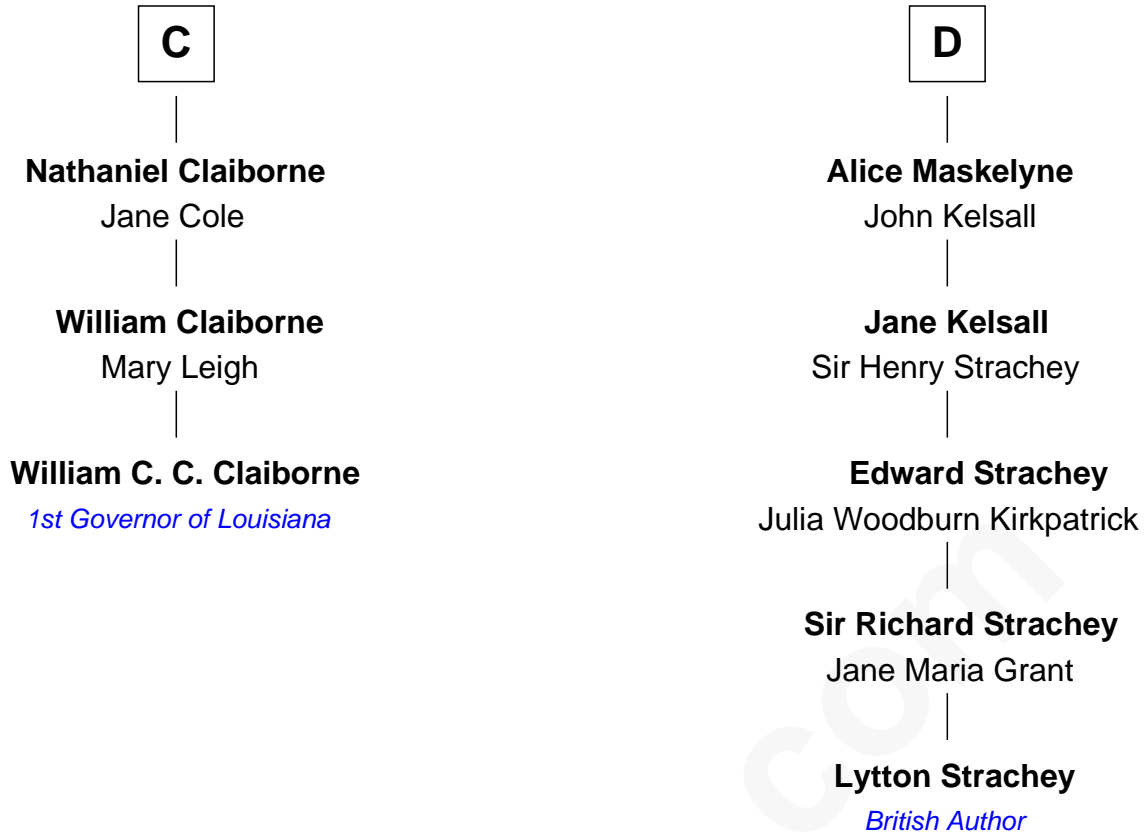 C
Nathaniel Claiborne
Jane Cole
William Claiborne
Mary Leigh
William C. C. Claiborne
1st Governor of Louisiana
D
Alice Maskelyne
John Kelsall
Jane Kelsall
Sir Henry Strachey
Edward Strachey
Julia Woodburn Kirkpatrick
Sir Richard Strachey
Jane Maria Grant
Lytton Strachey
British Author
com